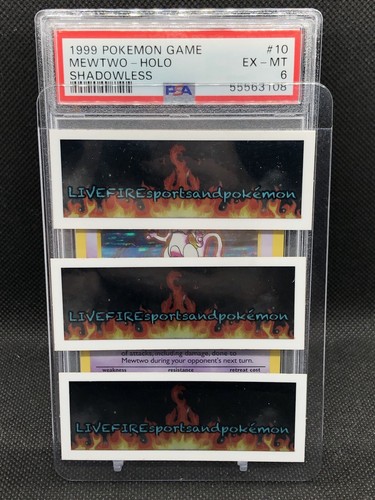 1999 POKEMON GAME #10
MEWTWO - HOLO EX - MT
SHADOWLESS 6
PSA 55563108
LIVEFIREsportsandpokémon
LIVEFIREsportsandpokémon
of attacks, including damage, done to
Mewtwo during your opponent's next turn.
weakness resistance retreat cost
LIVEFIREsportsandpokémon